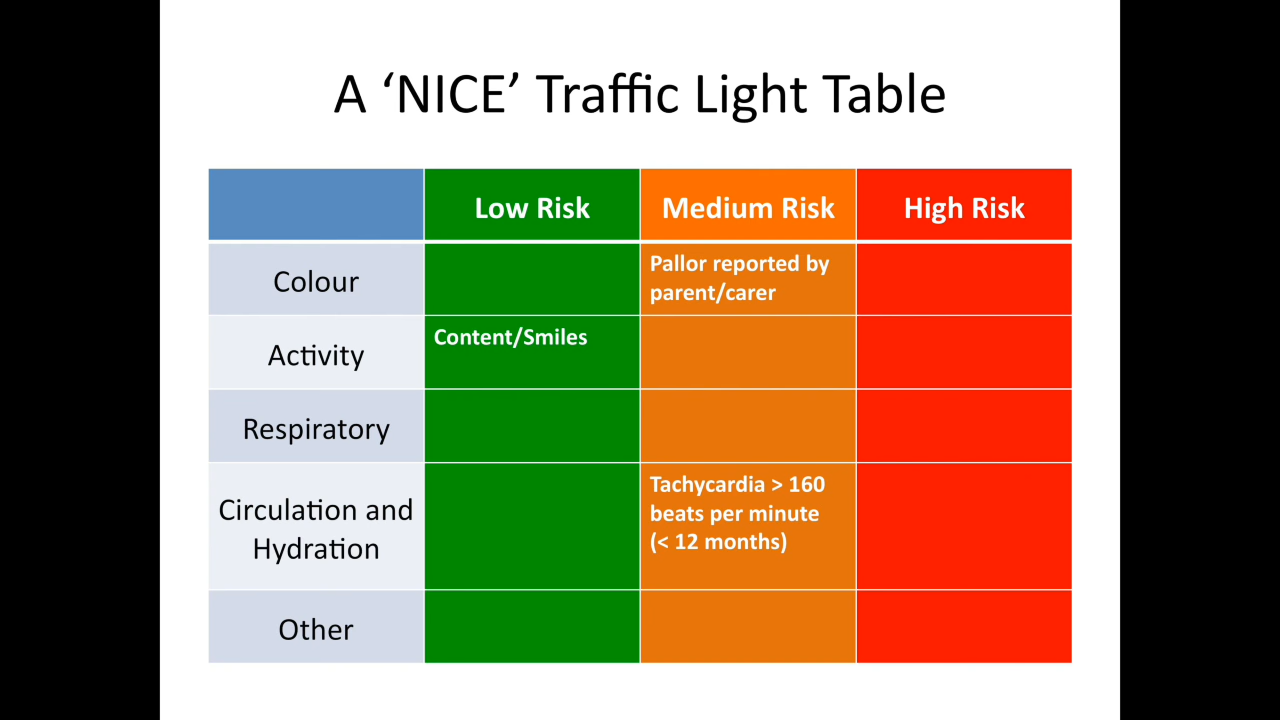 A ‘NICE’ Traffic Light Table
Low Risk
Medium Risk
High Risk
Colour
Pallor reported by
parent/carer
Activity
Content/Smiles
Respiratory
Circulation and
Hydration
Tachycardia > 160
beats per minute
(< 12 months)
Other